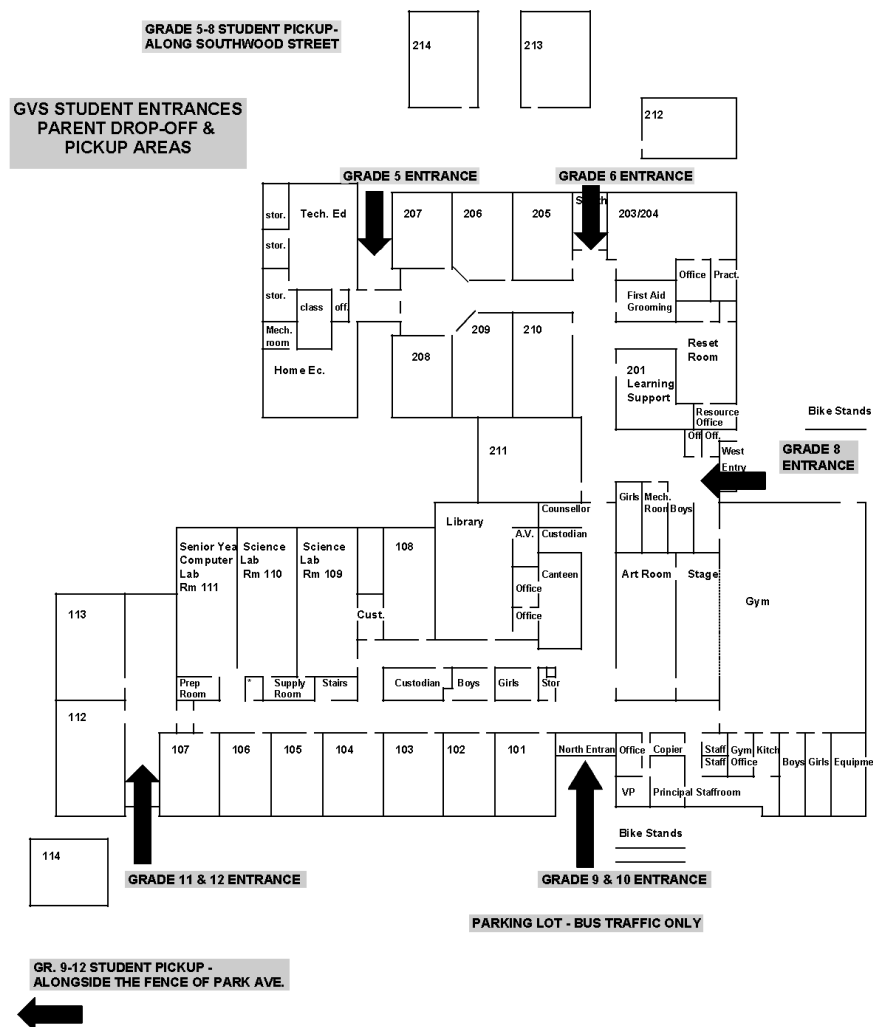 GRADE 5-8 STUDENT PICKUP-
ALONG SOUTHWOOD STREET
214
213
GVS STUDENT ENTRANCES
PARENT DROP-OFF &
PICKUP AREAS
212
GRADE 5 ENTRANCE
GRADE 6 ENTRANCE
stor.
Tech. Ed
207
206
205
203/204
stor.
stor.
class
off.
Office
Pract.
First Aid
Grooming
Mech.
room
Home Ec.
208
209
210
Reset
Room
201
Learning
Support
Resource
Office
Off
Off.
Bike Stands
West
Entry
GRADE 8
ENTRANCE
211
Girls
Mech.
Room
Boys
Library
Counsellor
A.V.
Custodian
Canteen
Office
Office
Senior Yea
Computer
Lab
Rm 111
Science
Lab
Rm 110
Science
Lab
Rm 109
108
Cust.
Art Room
Stage
Gym
113
Prep
Room
*
Supply
Room
Stairs
Custodian
Boys
Girls
Stor
112
107
106
105
104
103
102
101
North Entran
Office
Copier
Staff
Staff
Gym
Office
Kitch
Boys
Girls
Equipme
VP
Principal
Staffroom
Bike Stands
114
GRADE 11 & 12 ENTRANCE
GRADE 9 & 10 ENTRANCE
PARKING LOT - BUS TRAFFIC ONLY
GR. 9-12 STUDENT PICKUP -
ALONGSIDE THE FENCE OF PARK AVE.